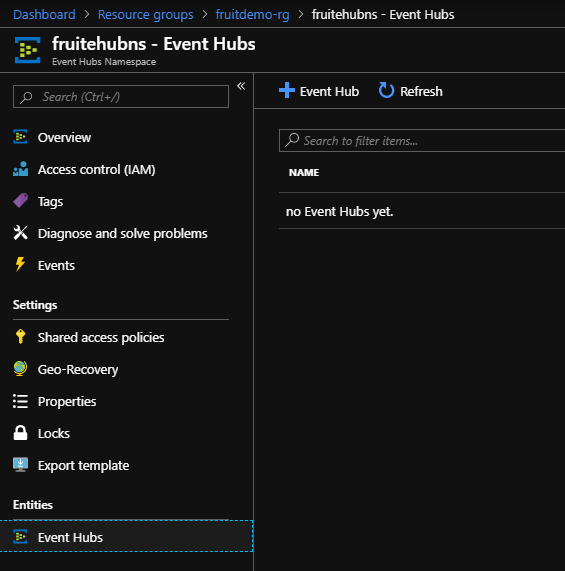 Dashboard > Resource groups > fruitdemo-rg > fruitehubns - Event Hubs
fruitehubns - Event Hubs
Event Hubs Namespace
Search (Ctrl+/)
Overview
Access control (IAM)
Tags
Diagnose and solve problems
Events
Settings
Shared access policies
Geo-Recovery
Properties
Locks
Export template
Entities
Event Hubs
Event Hub Refresh
Search to filter items...
NAME
no Event Hubs yet.